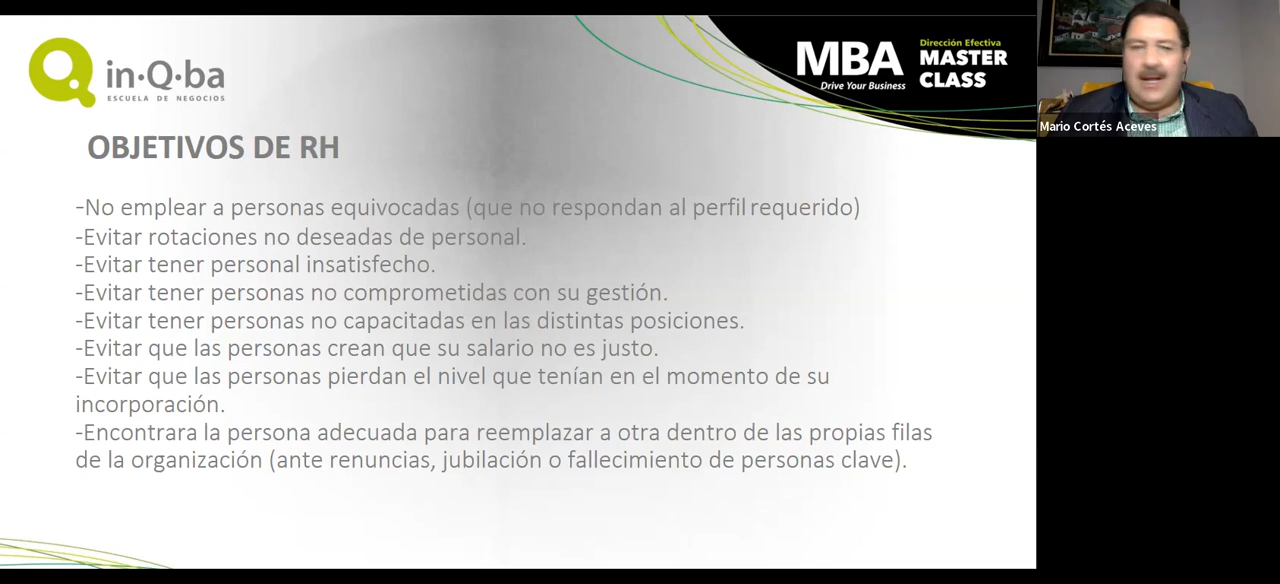 in·Q·ba
ESCUELA DE NEGOCIOS
MBA
Drive Your Business
Dirección Efectiva
MASTER
CLASS
Mario Cortés Aceves
OBJETIVOS DE RH
-No emplear a personas equivocadas (que no respondan al perfil requerido)
-Evitar rotaciones no deseadas de personal.
-Evitar tener personal insatisfecho.
-Evitar tener personas no comprometidas con su gestión.
-Evitar tener personas no capacitadas en las distintas posiciones.
-Evitar que las personas crean que su salario no es justo.
-Evitar que las personas pierdan el nivel que tenían en el momento de su
incorporación.
-Encontrara la persona adecuada para reemplazar a otra dentro de las propias filas
de la organización (ante renuncias, jubilación o fallecimiento de personas clave).